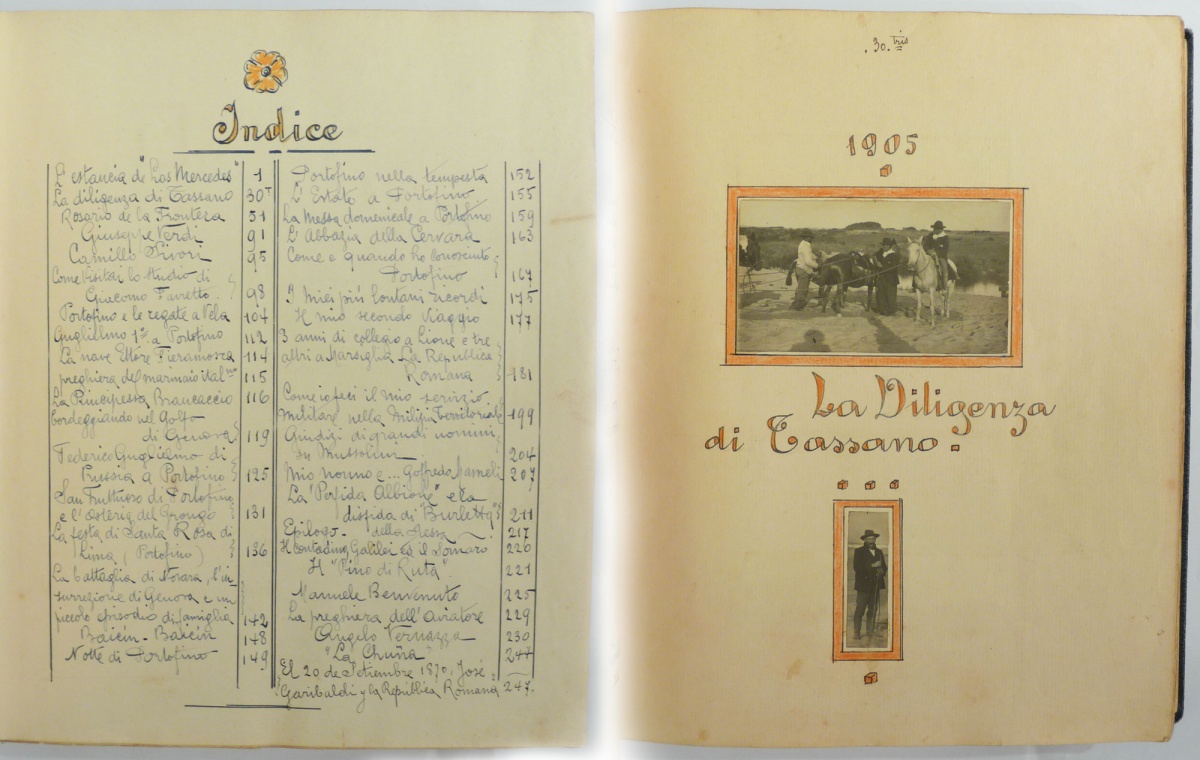 Indice
L'estancia de "Las Mercedes" 1
La diligenza di Tassano 30T
Rosario de la Frontera 31
Giuseppe Verdi 91
Camillo Sivori 95
Come visitai lo studio di
Giacomo Favretto 98
Portofino e le regate a Vela 104
Guglielmo 1º a Portofino 112
La nave Ettore Fieramosca 114
preghiera del marinaio ital.no 115
La Principessa Brancaccio 116
bordeggiando nel Golfo
di Genova 119
Federico Guglielmo di
Prussia a Portofino 125
San Fruttuoso di Portofino
e l'osteria del Grongo 131
La festa di Santa Rosa di
Lima (Portofino) 136
La battaglia di Novara, l'in-
surrezione di Genova e un
piccolo episodio di famiglia 142
Baicin - Baicin 148
Notte di Portofino 149
Portofino nella tempesta 152
L'Estate a Portofino 155
La Messa domenicale a Portofino 159
L'Abbazia della Cervara 163
Come e quando ho conosciuto
Portofino 167
I miei più lontani ricordi 175
Il mio secondo viaggio 177
3 anni di collegio a Lione e tre
altri a Marsiglia La Republica
Romana 181
Come io feci il mio servizio
militare nella Milizia Territoriale 199
Giudizi di grandi uomini
su Mussolini 204
Mio nonno e... Goffredo Mameli 207
La "Perfida Albione" e la
disfida di "Burletta" 211
Epilogo - della stessa 217
Il contadino Galilei ed il Somaro 220
Il "Pino di Ruta" 221
Manuele Benvenuto 225
La preghiera dell'aviatore 229
Angelo Vernazza 230
"La Chuña" 244
El 20 de Setiembre 1870, José
Garibaldi y la República Romana 247.
.30.tris
1905
La Diligenza
di Tassano.